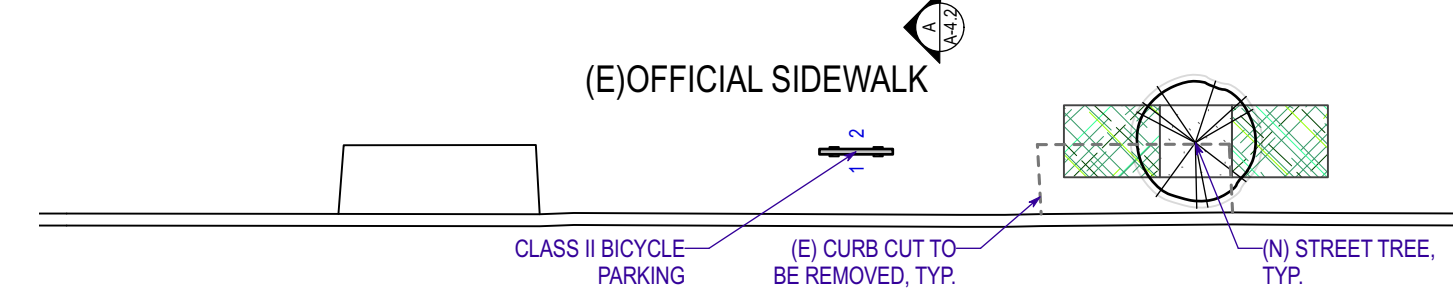 A
A-4.2
(E)OFFICIAL SIDEWALK
2
1
CLASS II BICYCLE
PARKING
(E) CURB CUT TO
BE REMOVED, TYP.
(N) STREET TREE,
TYP.